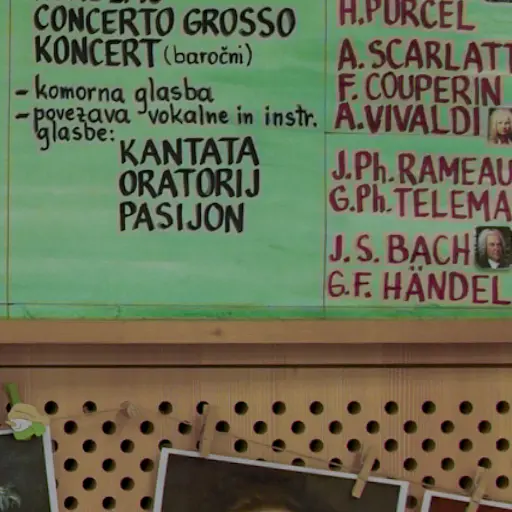 CONCERTO GROSSO
KONCERT (baročni)
- komorna glasba
- povezava vokalne in instr.
glasbe:
KANTATA
ORATORIJ
PASIJON
H.PURCEL
A. SCARLATT
F. COUPERIN
A. VIVALDI
J.Ph. RAMEAU
G.Ph. TELEMA
J. S. BACH
G.F. HÄNDEL